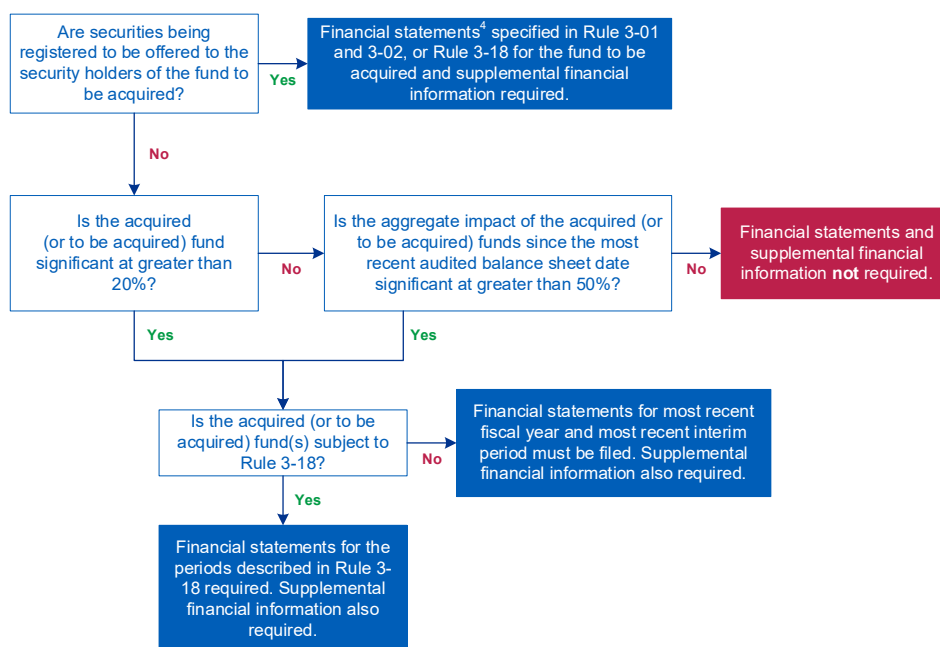 Are securities being
registered to be offered to the
security holders of the fund to
be acquired?
Yes
Financial statements4 specified in Rule 3-01
and 3-02, or Rule 3-18 for the fund to be
acquired and supplemental financial
information required.
No
Is the acquired
(or to be acquired) fund
significant at greater than
20%?
No
Is the aggregate impact of the acquired (or
to be acquired) funds since the most
recent audited balance sheet date
significant at greater than 50%?
No
Financial statements and
supplemental financial
information not required.
Yes
Yes
Is the acquired (or to be
acquired) fund(s) subject to
Rule 3-18?
No
Financial statements for most recent
fiscal year and most recent interim
period must be filed. Supplemental
financial information also required.
Yes
Financial statements for the
periods described in Rule 3-
18 required. Supplemental
financial information also
required.